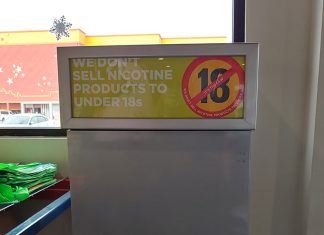 WE DON'T
SELL NICOTINE
PRODUCTS TO
UNDER 18s
18